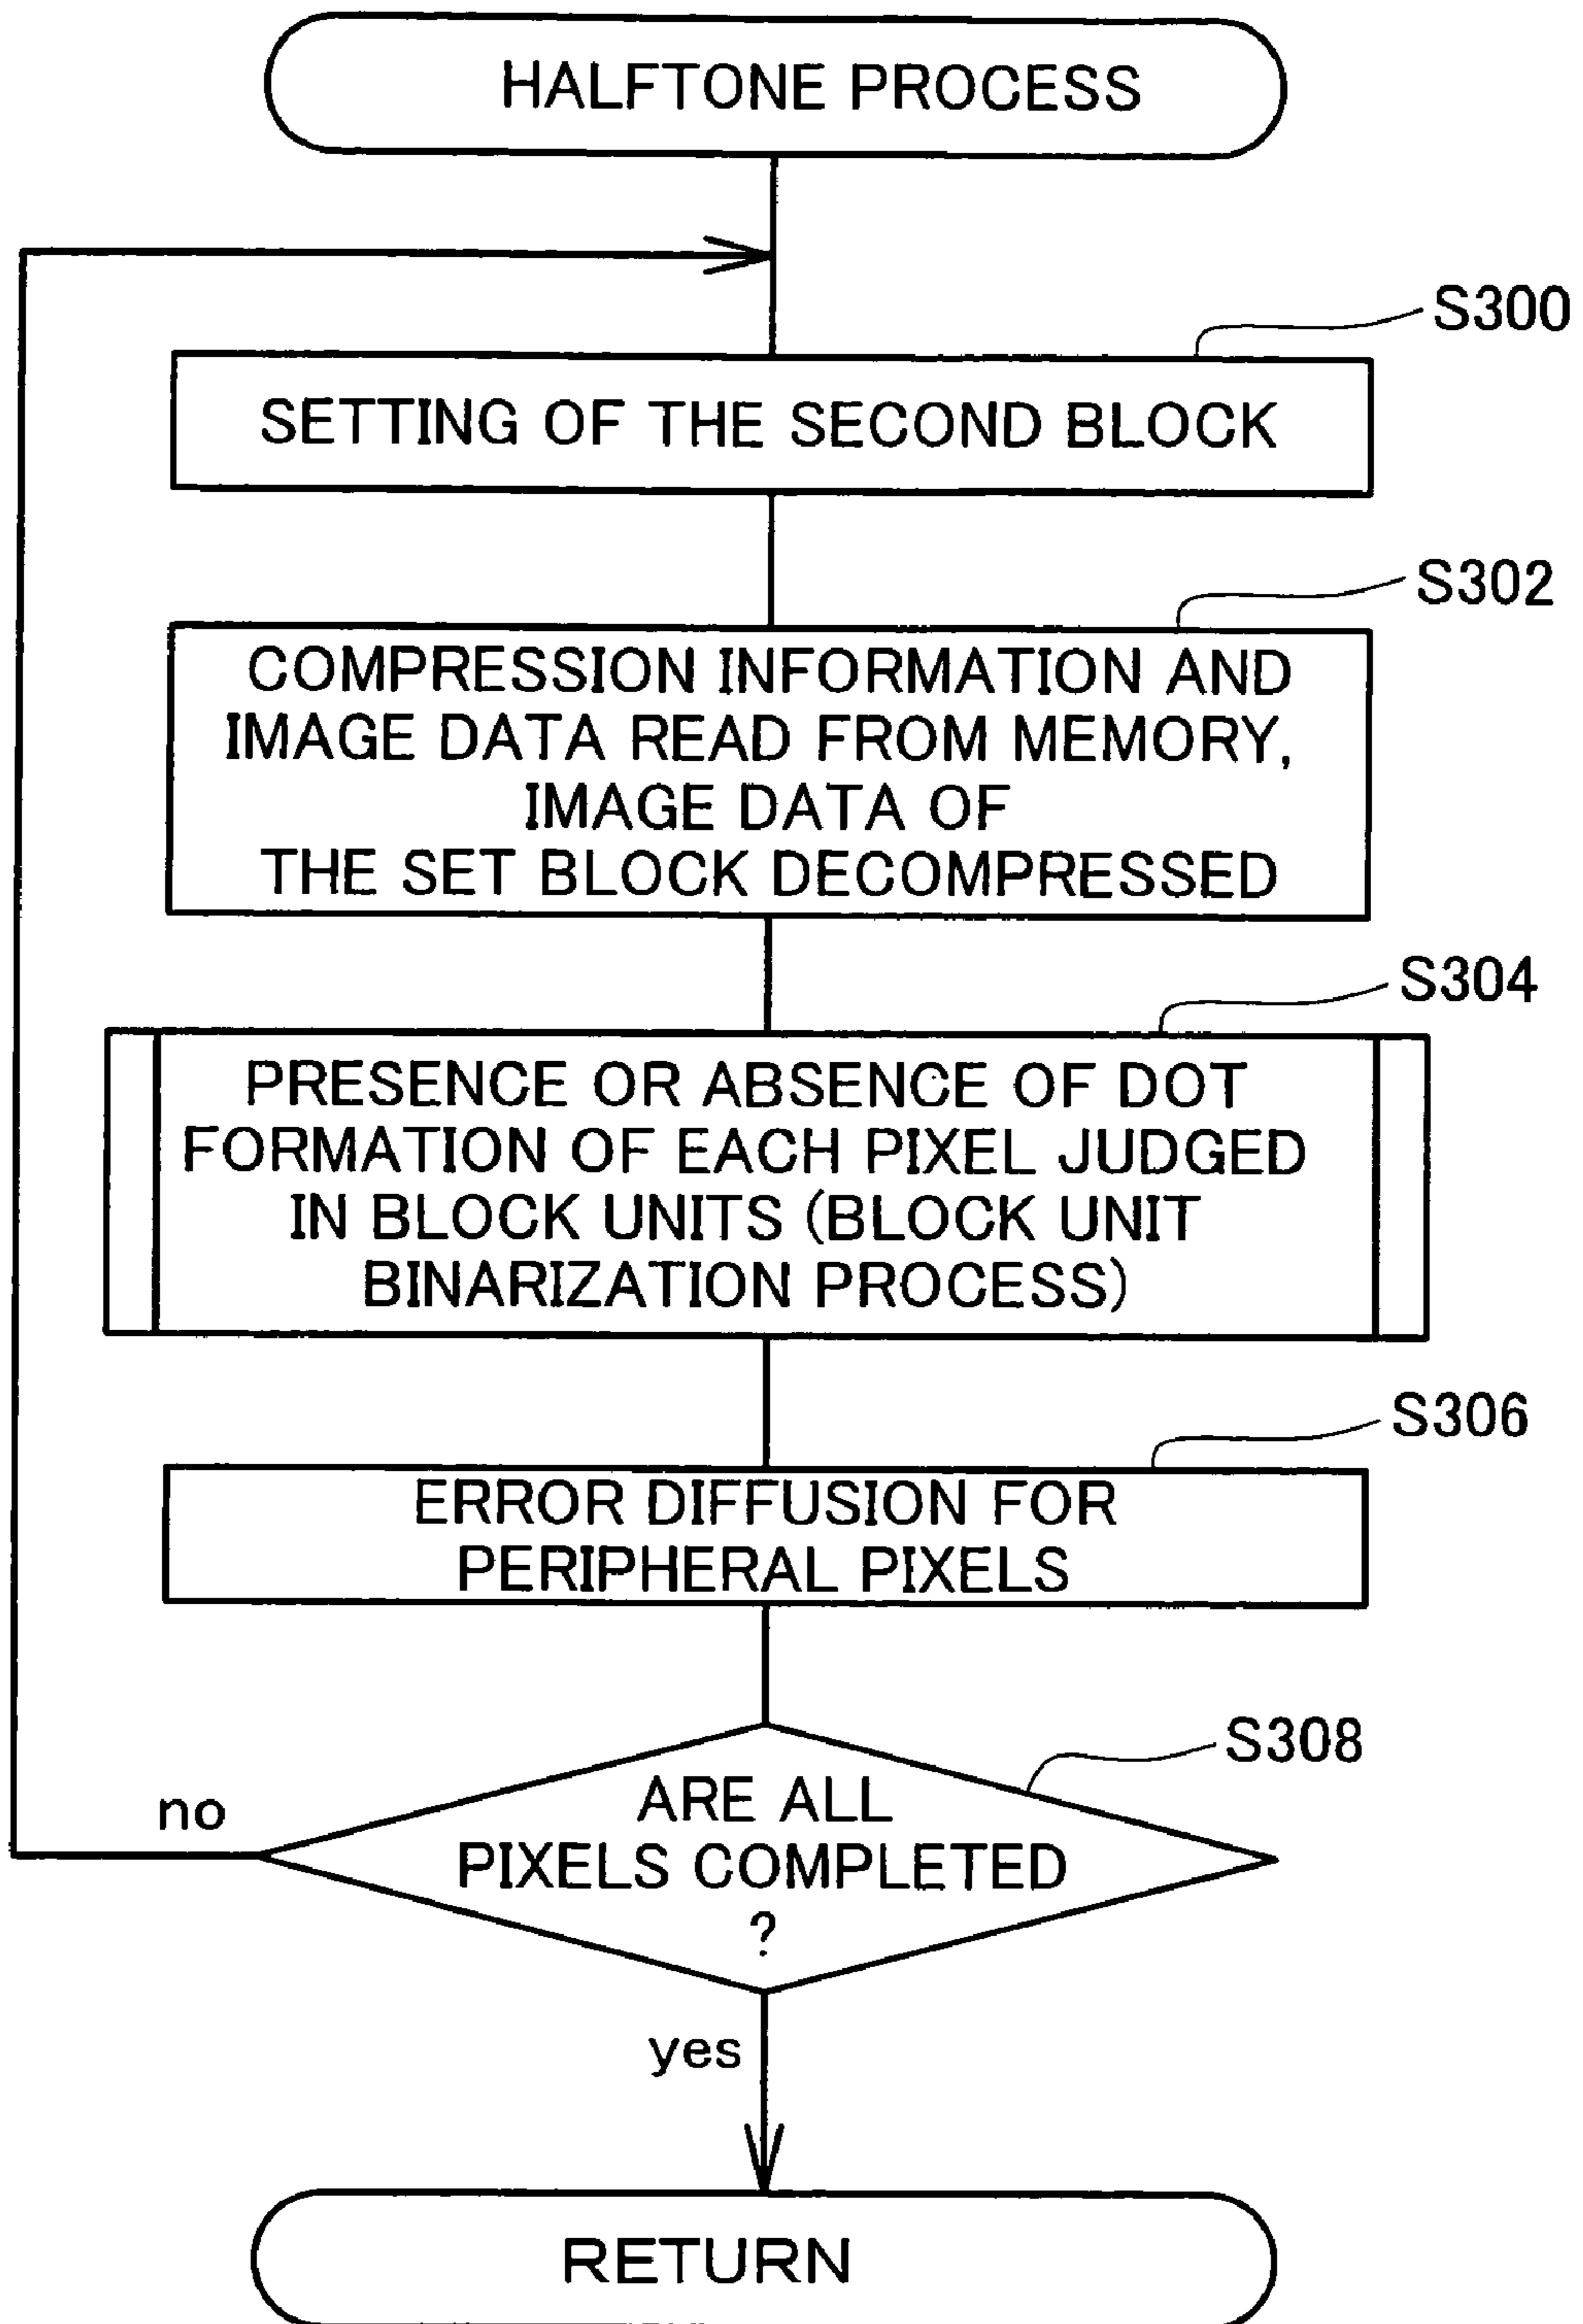 HALFTONE PROCESS
S300
SETTING OF THE SECOND BLOCK
S302
COMPRESSION INFORMATION AND
IMAGE DATA READ FROM MEMORY,
IMAGE DATA OF
THE SET BLOCK DECOMPRESSED
S304
PRESENCE OR ABSENCE OF DOT
FORMATION OF EACH PIXEL JUDGED
IN BLOCK UNITS (BLOCK UNIT
BINARIZATION PROCESS)
S306
ERROR DIFFUSION FOR
PERIPHERAL PIXELS
S308
ARE ALL
PIXELS COMPLETED
?
no
yes
RETURN